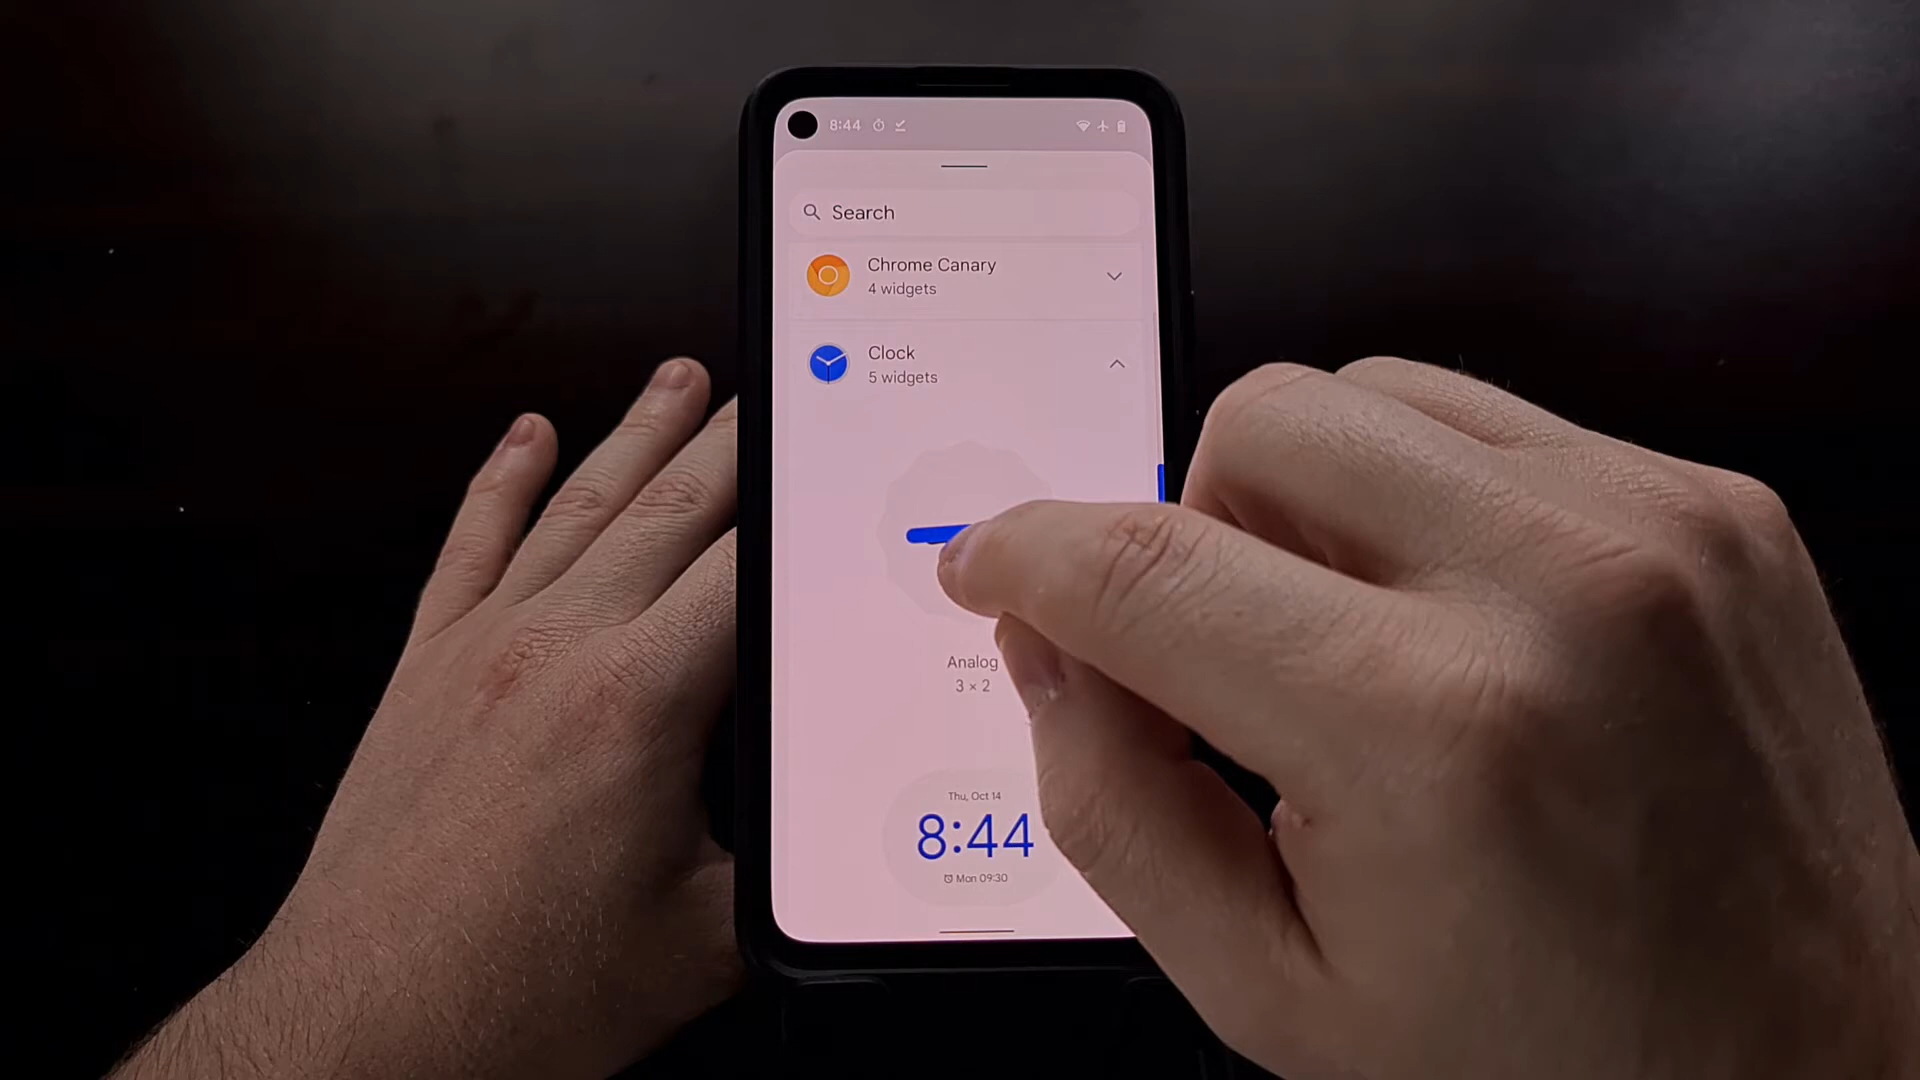 8:44
Search
Chrome Canary
4 widgets
Clock
5 widgets
Analog
3 × 2
Thu, Oct 14
8:44
Mon 09:30